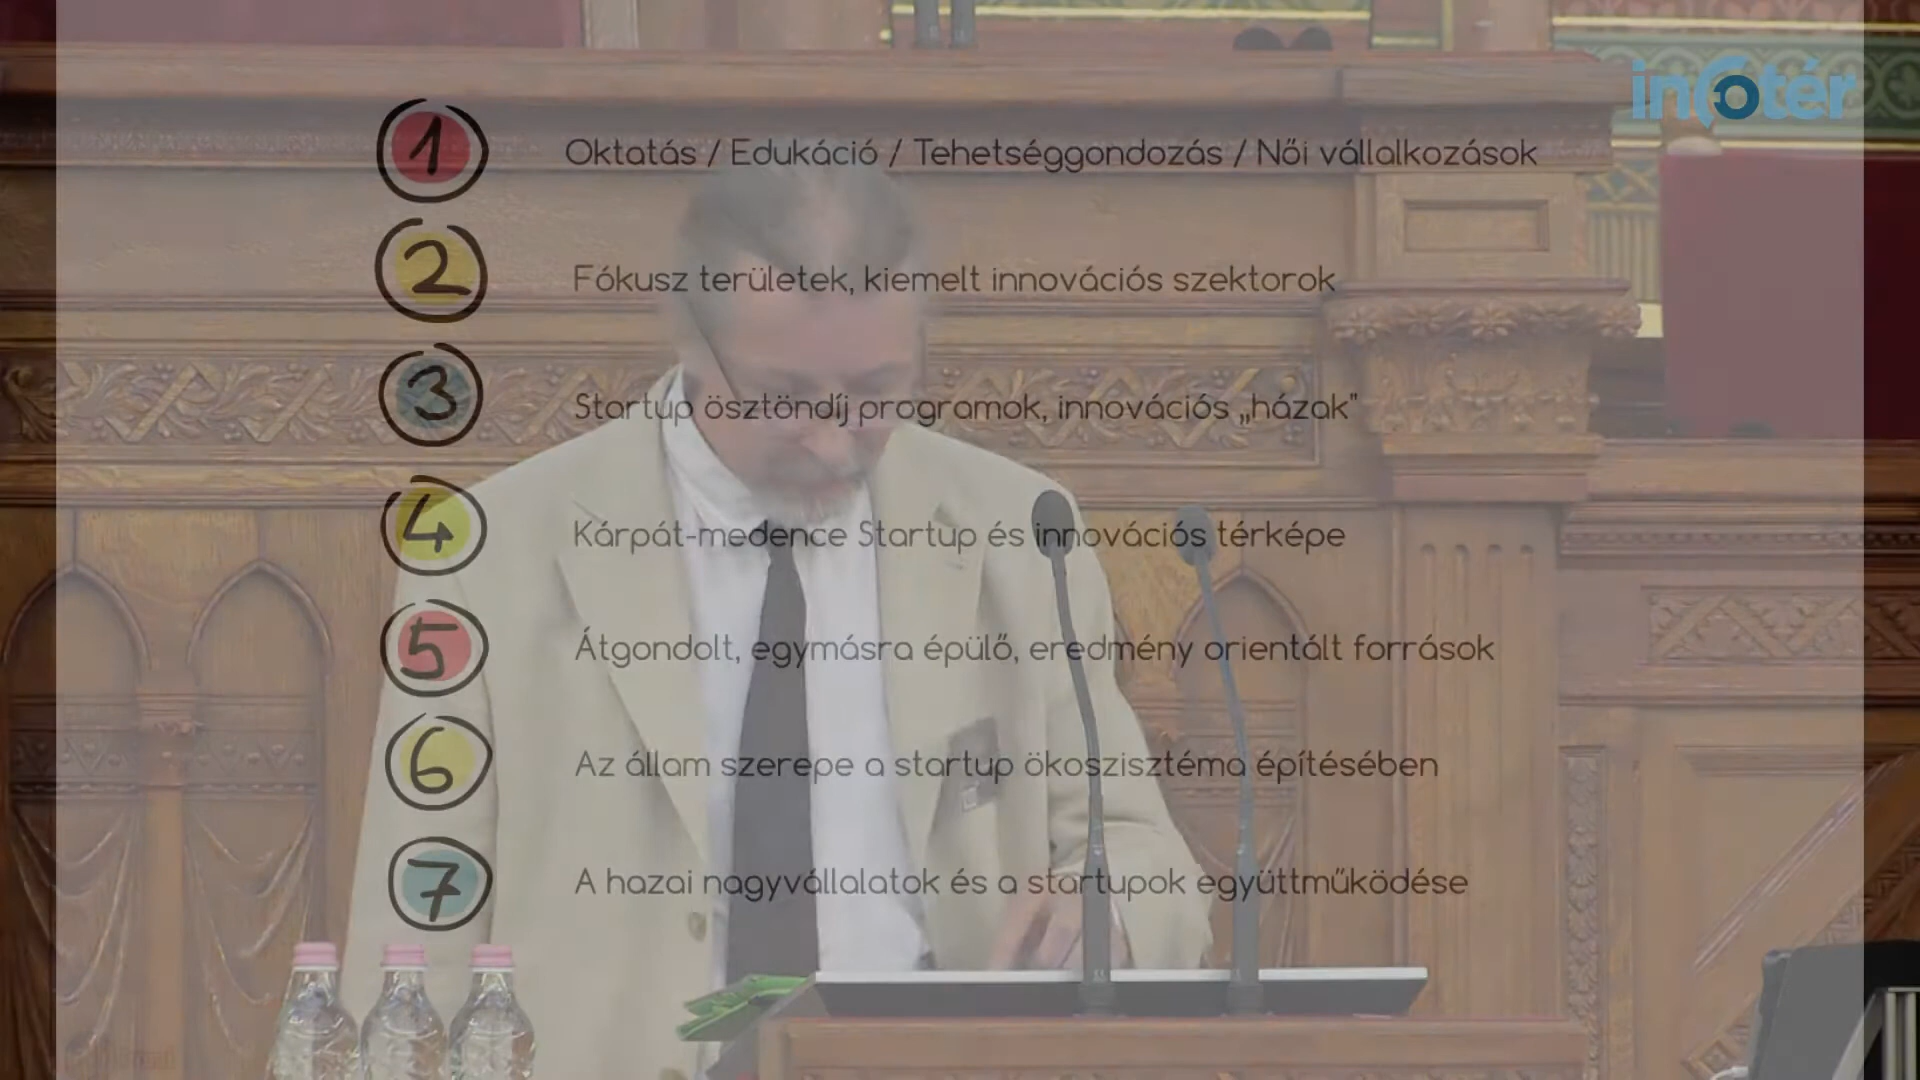 infotér
1 Oktatás / Edukáció / Tehetséggondozás / Női vállalkozások
2 Fókusz területek, kiemelt innovációs szektorok
3 Startup ösztöndíj programok, innovációs „házak"
4 Kárpát-medence Startup és innovációs térképe
5 Átgondolt, egymásra épülő, eredmény orientált források
6 Az állam szerepe a startup ökoszisztéma építésében
7 A hazai nagyvállalatok és a startupok együttműködése